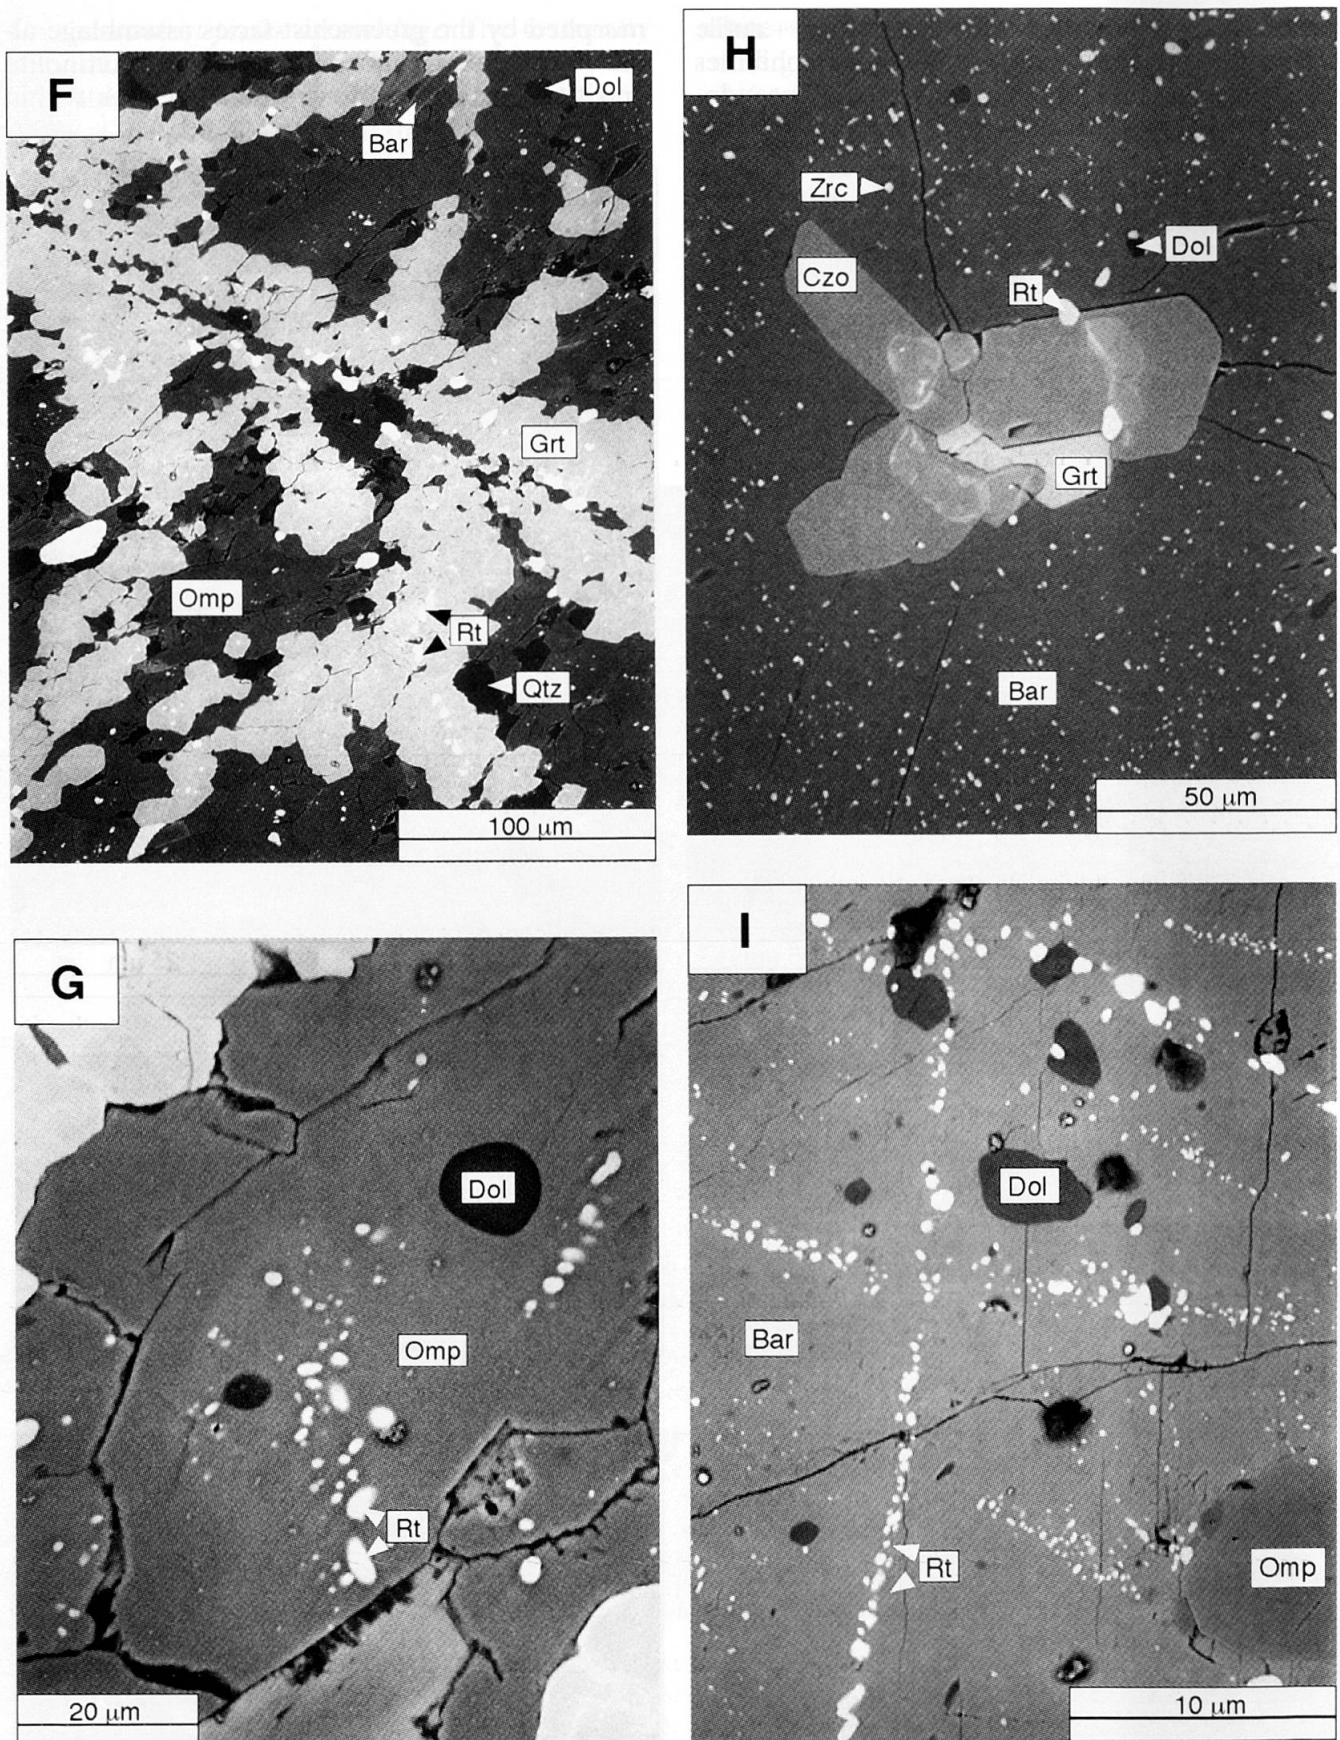 F
Dol
Bar
Grt
Omp
Rt
Qtz
100 μm
H
Zrc
Dol
Czo
Rt
Grt
Bar
50 μm
G
Dol
Omp
Rt
20 μm
I
Dol
Bar
Rt
Omp
10 μm